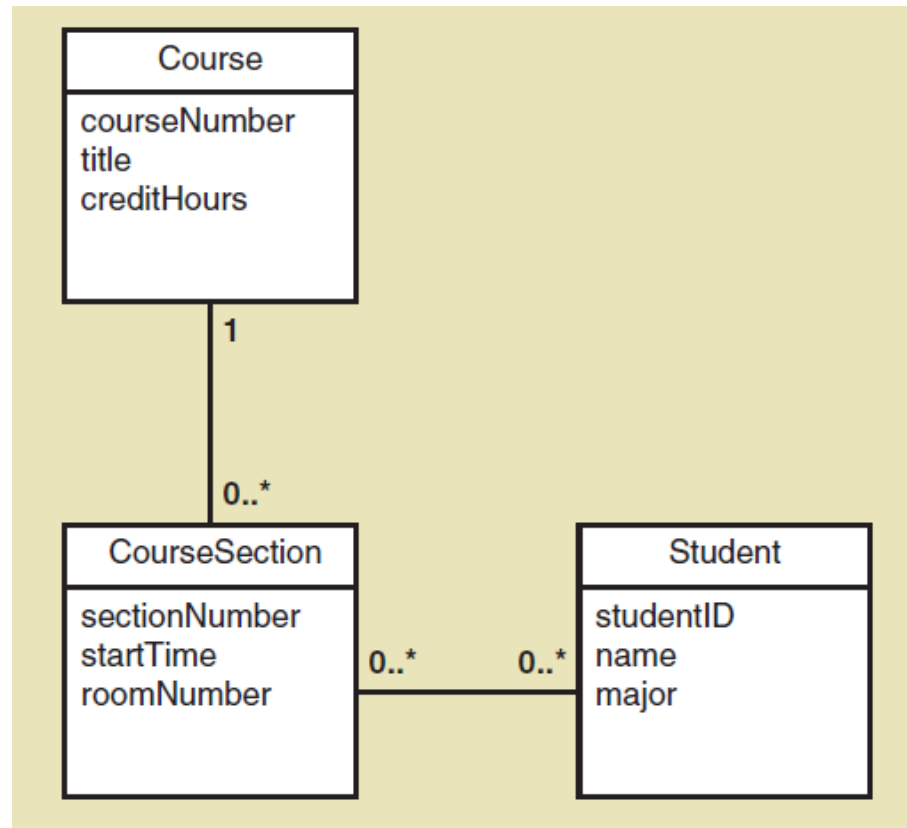 Course
courseNumber
title
creditHours
1
0..*
CourseSection
sectionNumber
startTime
roomNumber
0..*
0..*
Student
studentID
name
major